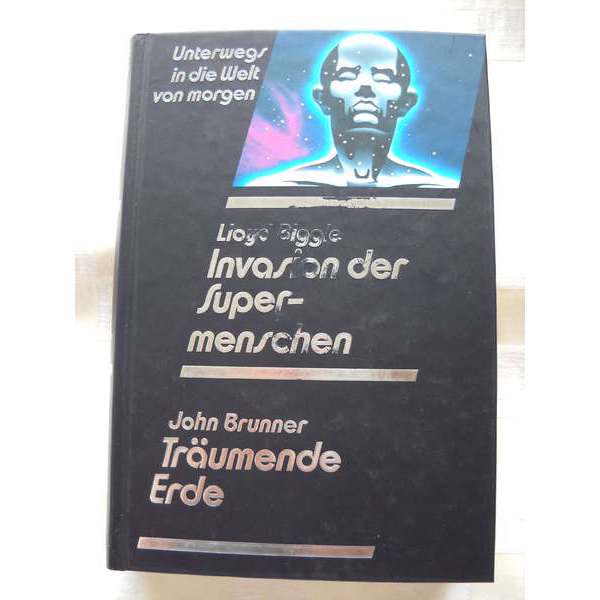 Unterwegs
in die Welt
von morgen
Lloyd Biggle
Invasion der
Super-
menschen
John Brunner
Träumende
Erde